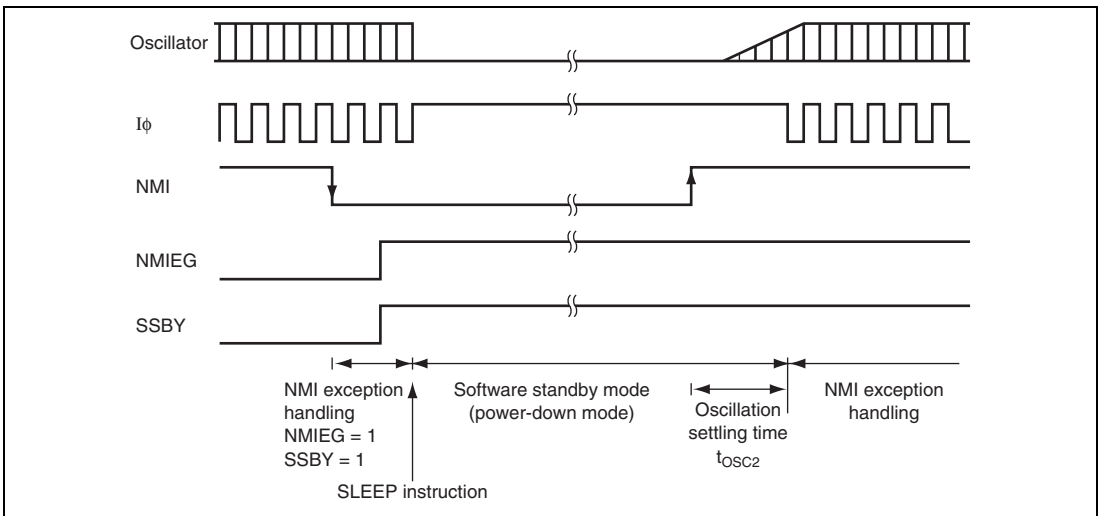 Oscillator
Iϕ
NMI
NMIEG
SSBY
NMI exception
handling
NMIEG = 1
SSBY = 1
SLEEP instruction
Software standby mode
(power-down mode)
Oscillation
settling time
tOSC2
NMI exception
handling